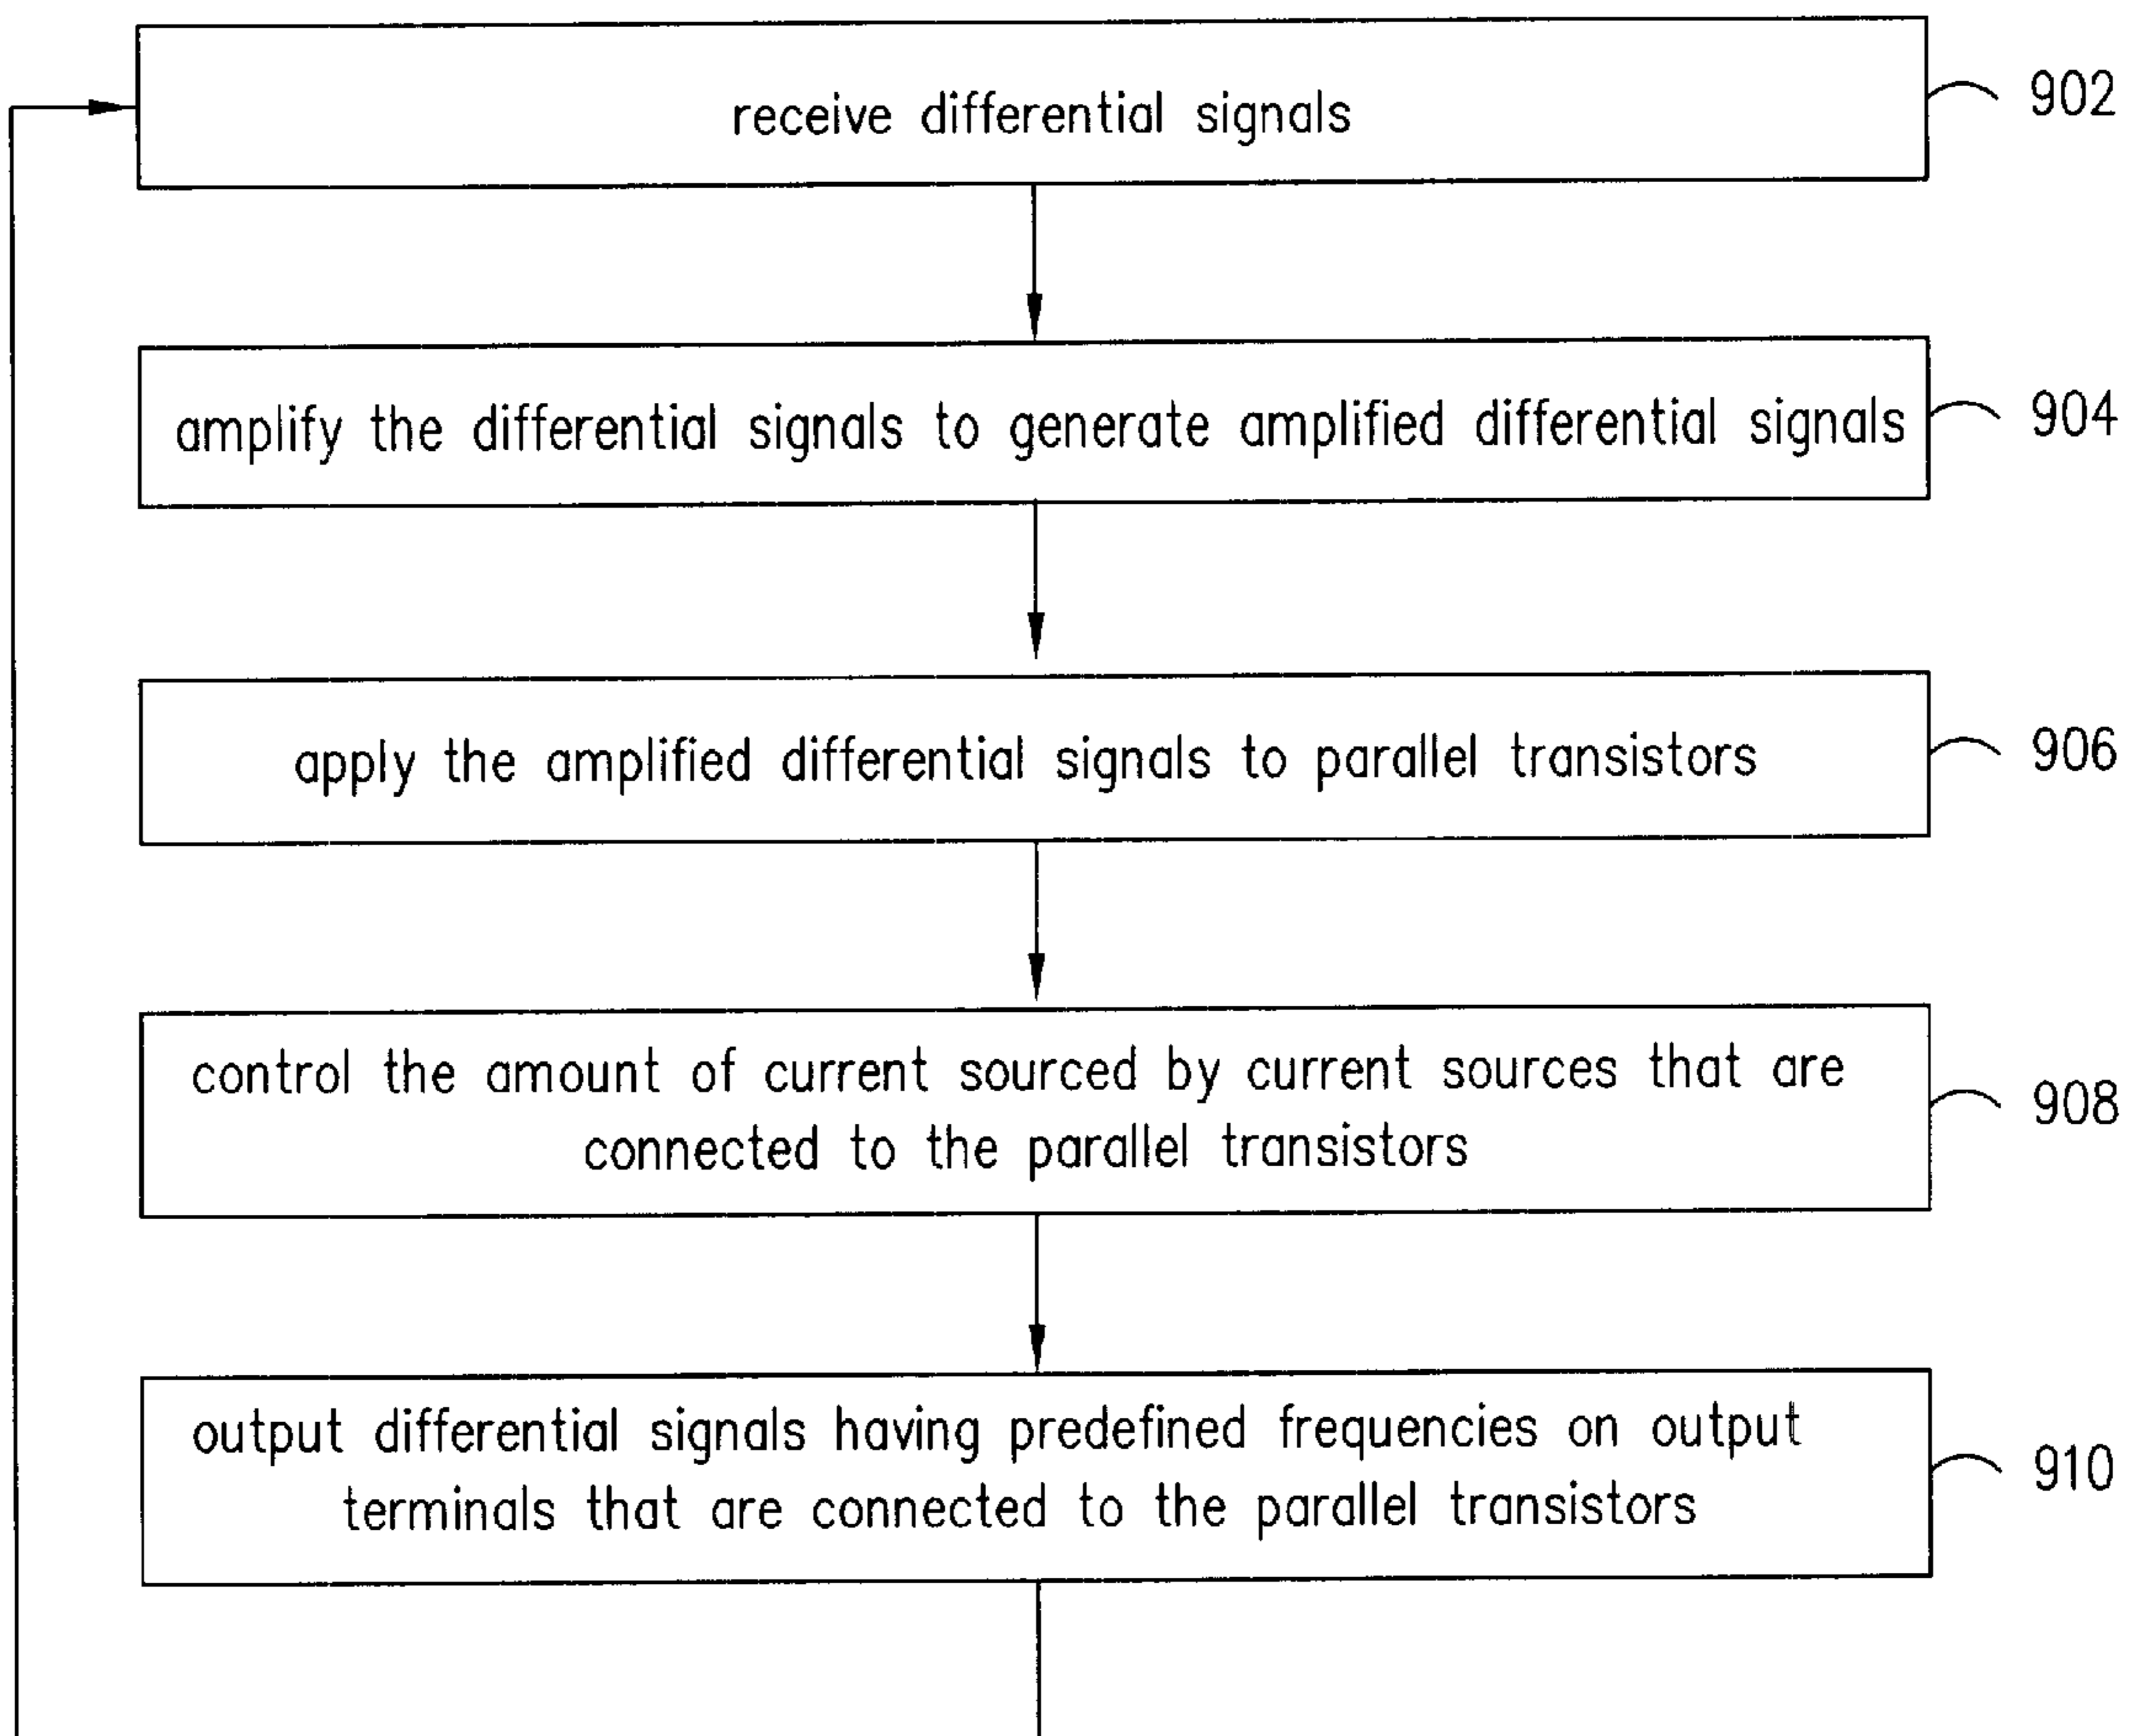 receive differential signals
902
amplify the differential signals to generate amplified differential signals
904
apply the amplified differential signals to parallel transistors
906
control the amount of current sourced by current sources that are
connected to the parallel transistors
908
output differential signals having predefined frequencies on output
terminals that are connected to the parallel transistors
910